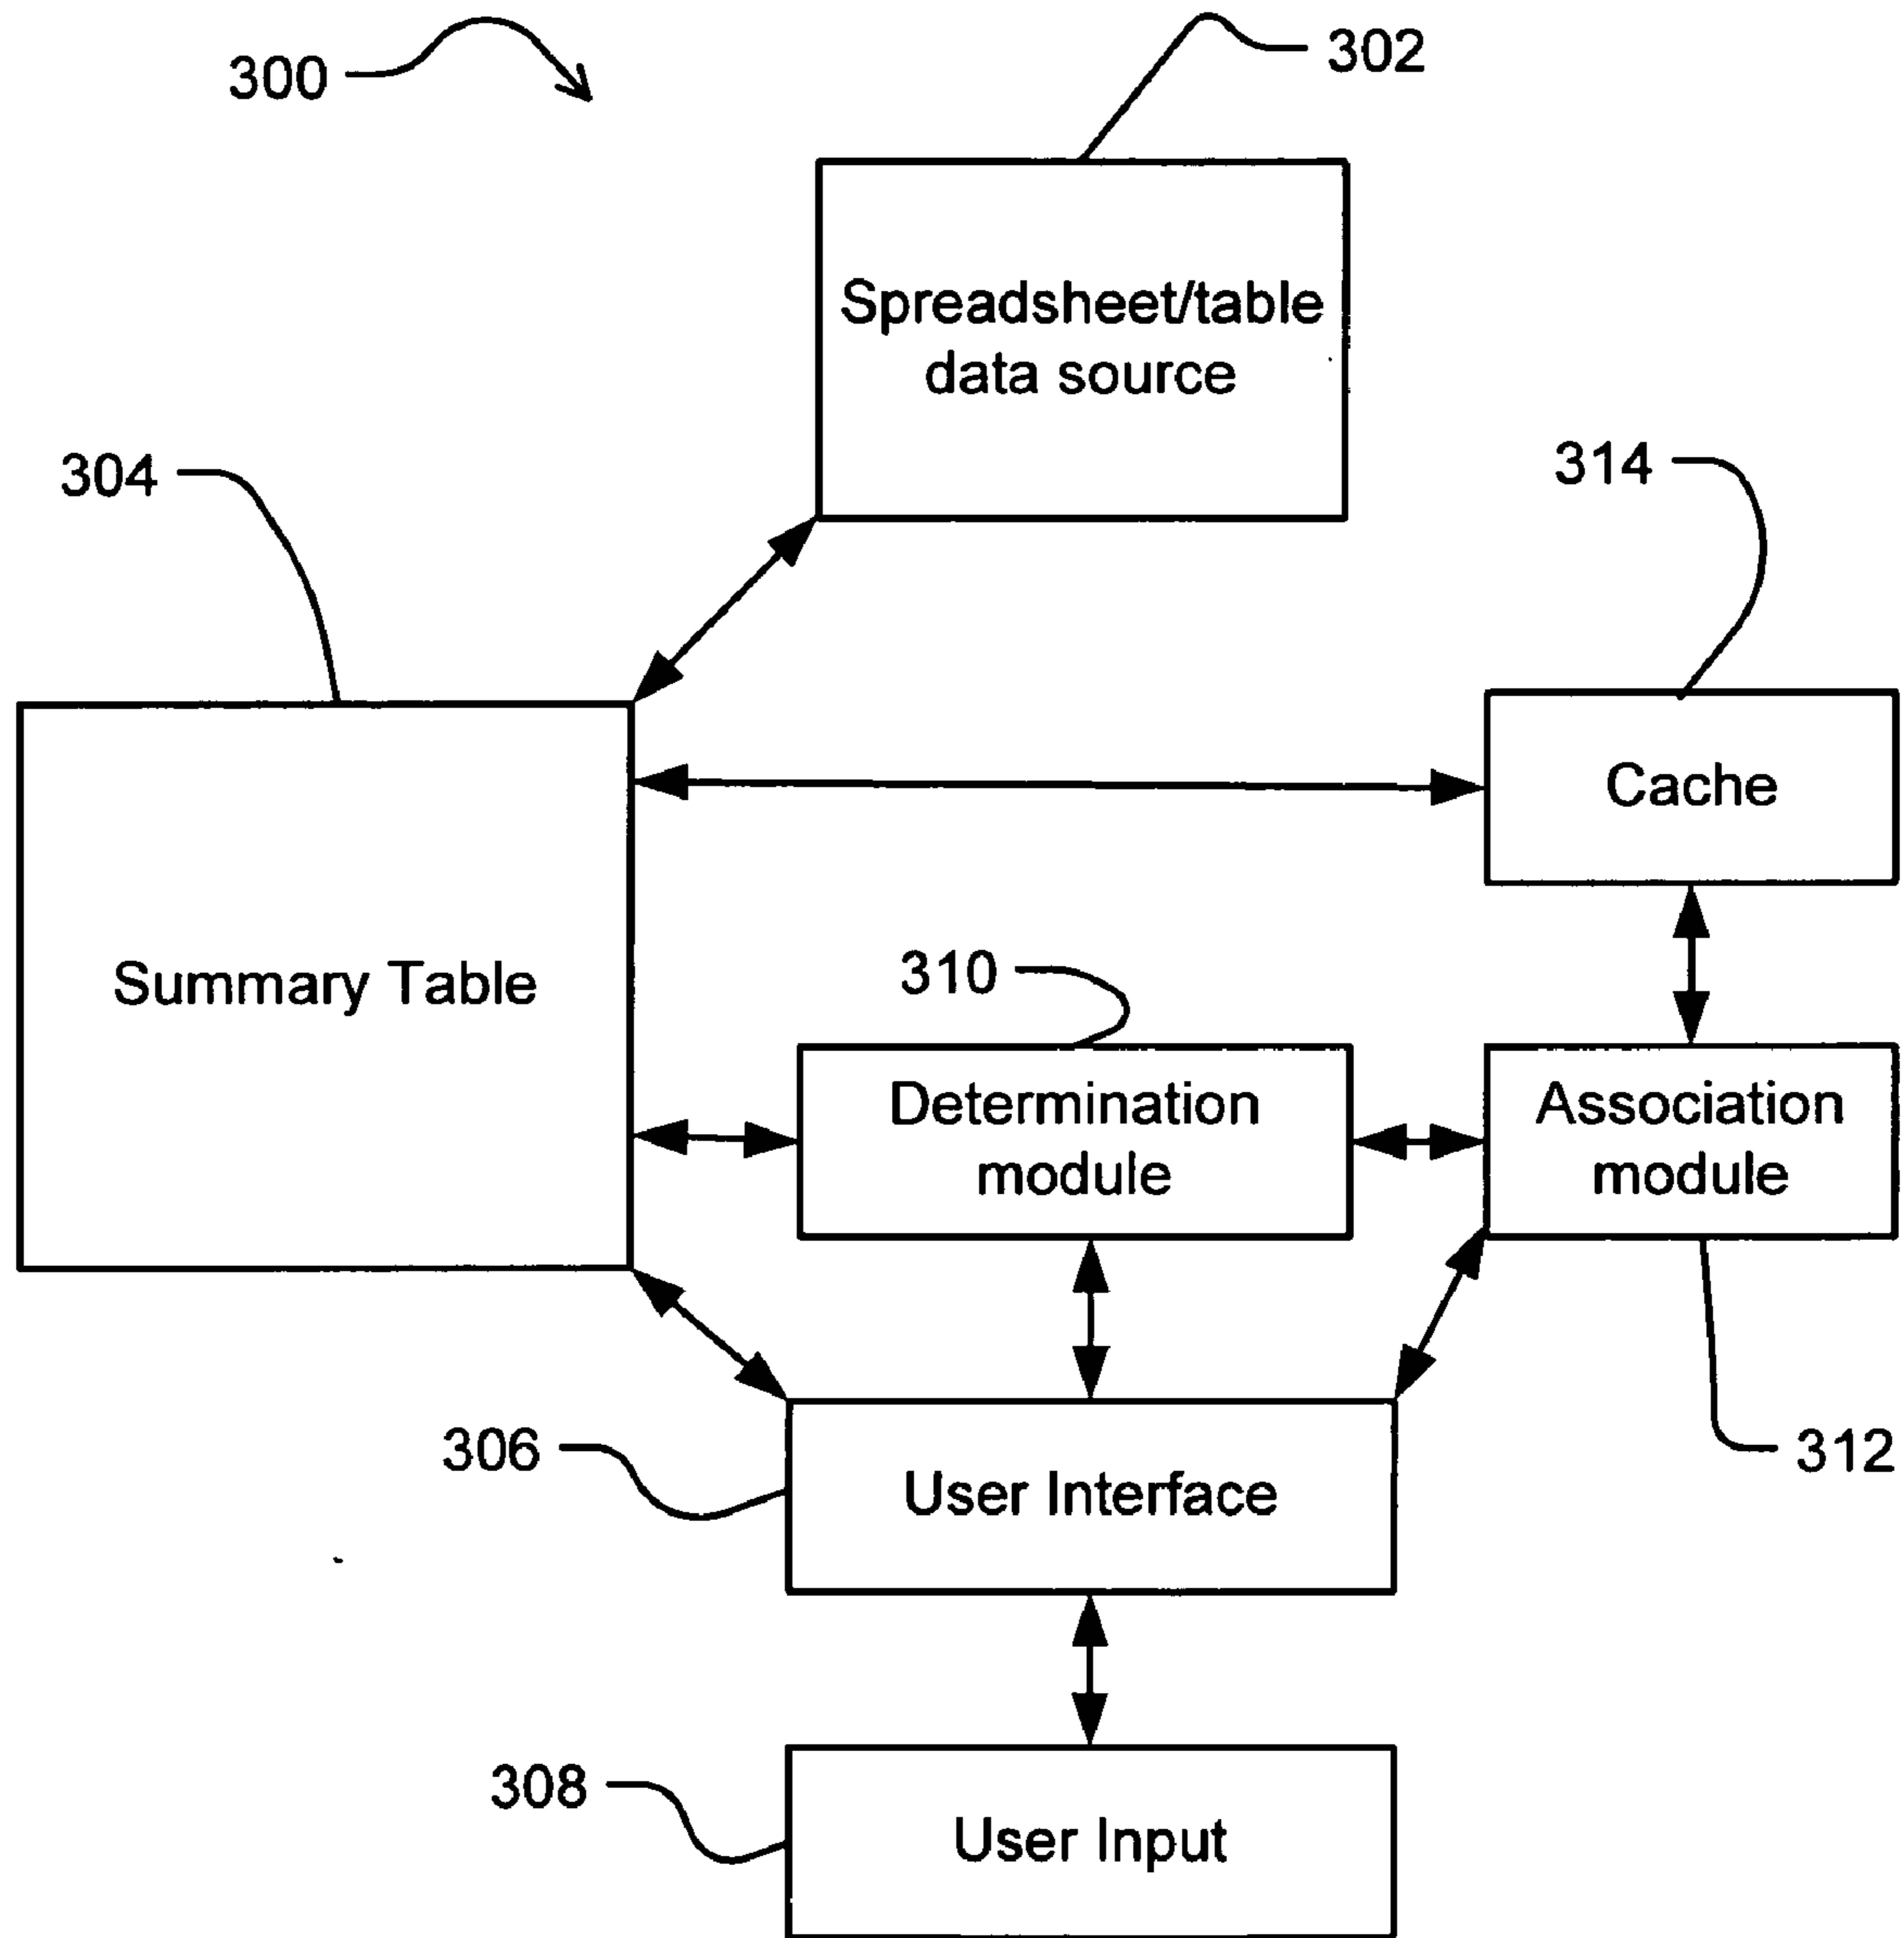 300
302
Spreadsheet/table
data source
304
314
Cache
Summary Table
310
Determination
module
Association
module
306
User Interface
312
308
User Input